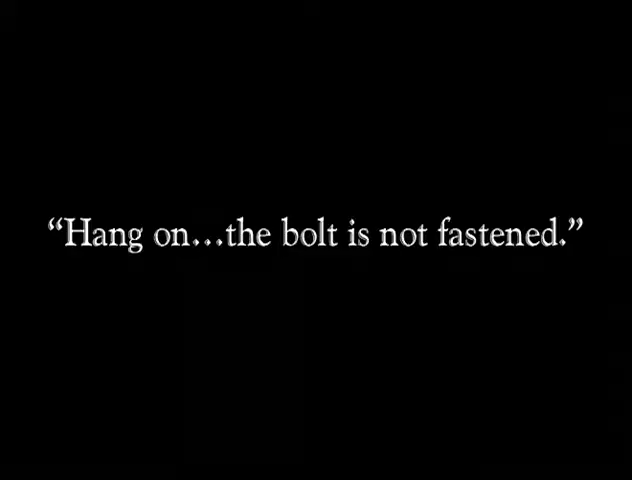 “Hang on...the bolt is not fastened.”